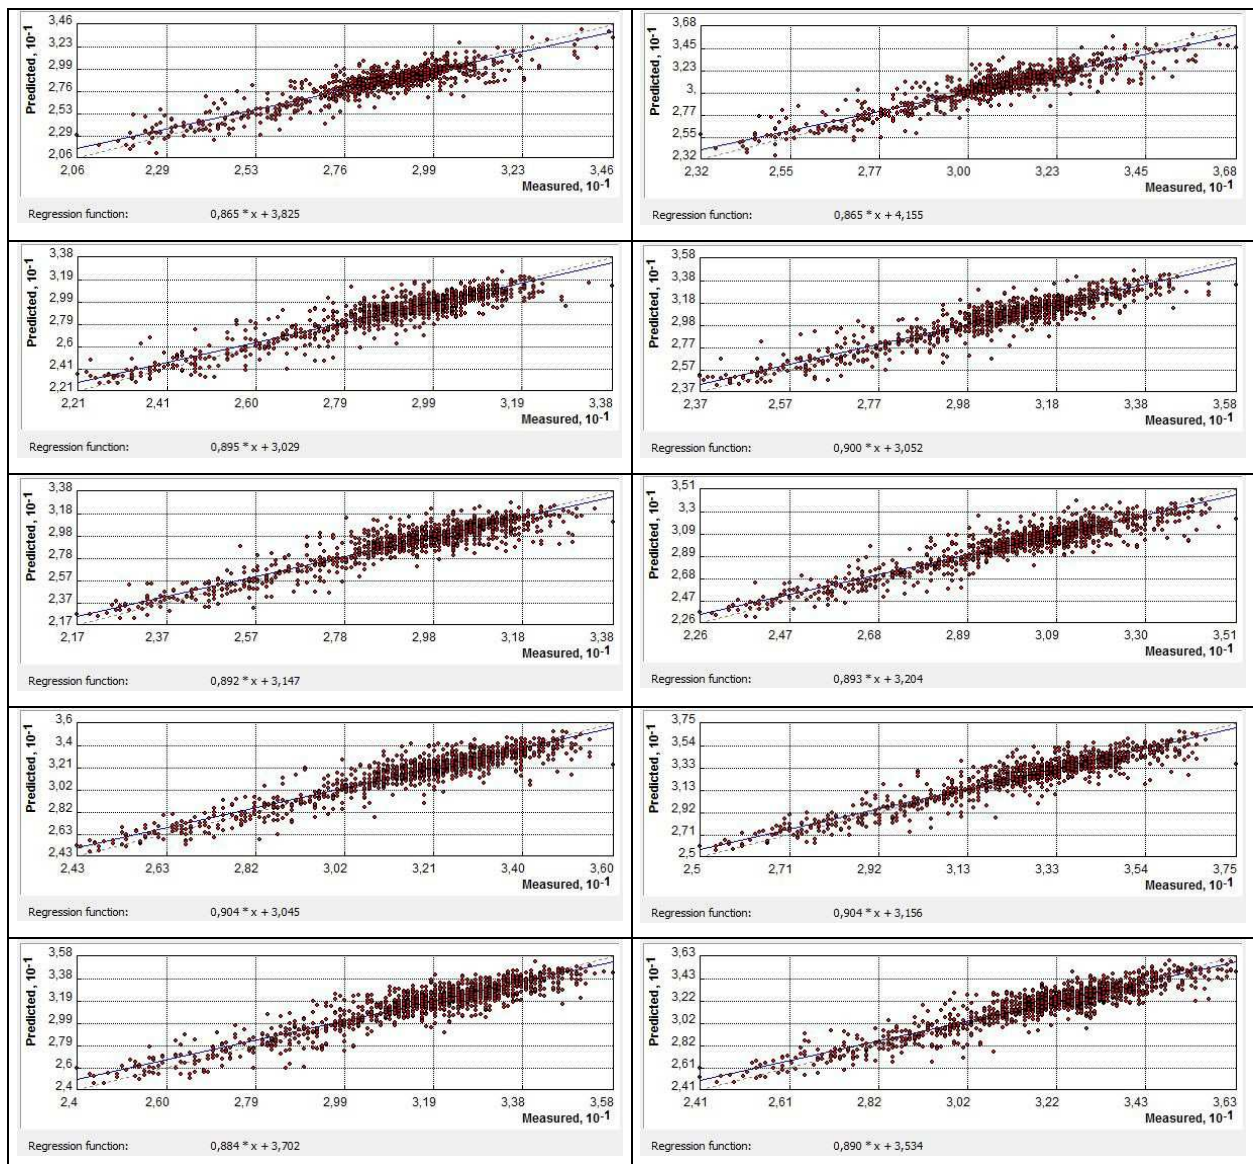 Predicted, 10-1
3,46
3,23
2,99
2,76
2,53
2,29
2,06
2,06 2,29 2,53 2,76 2,99 3,23 3,46
Measured, 10-1
Regression function: 0,865 * x + 3,825
Predicted, 10-1
3,68
3,45
3,23
3,
2,77
2,55
2,32
2,32 2,55 2,77 3,00 3,23 3,45 3,68
Measured, 10-1
Regression function: 0,865 * x + 4,155
Predicted, 10-1
3,38
3,19
2,99
2,79
2,6
2,41
2,21
2,21 2,41 2,60 2,79 2,99 3,19 3,38
Measured, 10-1
Regression function: 0,895 * x + 3,029
Predicted, 10-1
3,58
3,38
3,18
2,98
2,77
2,57
2,37
2,37 2,57 2,77 2,98 3,18 3,38 3,58
Measured, 10-1
Regression function: 0,900 * x + 3,052
Predicted, 10-1
3,38
3,18
2,98
2,78
2,57
2,37
2,17
2,17 2,37 2,57 2,78 2,98 3,18 3,38
Measured, 10-1
Regression function: 0,892 * x + 3,147
Predicted, 10-1
3,51
3,3
3,09
2,89
2,68
2,47
2,26
2,26 2,47 2,68 2,89 3,09 3,30 3,51
Measured, 10-1
Regression function: 0,893 * x + 3,204
Predicted, 10-1
3,6
3,4
3,21
3,02
2,82
2,63
2,43
2,43 2,63 2,82 3,02 3,21 3,40 3,60
Measured, 10-1
Regression function: 0,904 * x + 3,045
Predicted, 10-1
3,75
3,54
3,33
3,13
2,92
2,71
2,5
2,5 2,71 2,92 3,13 3,33 3,54 3,75
Measured, 10-1
Regression function: 0,904 * x + 3,156
Predicted, 10-1
3,58
3,38
3,19
2,99
2,79
2,6
2,4
2,4 2,60 2,79 2,99 3,19 3,38 3,58
Measured, 10-1
Regression function: 0,884 * x + 3,702
Predicted, 10-1
3,63
3,43
3,22
3,02
2,82
2,61
2,41
2,41 2,61 2,82 3,02 3,22 3,43 3,63
Measured, 10-1
Regression function: 0,890 * x + 3,534